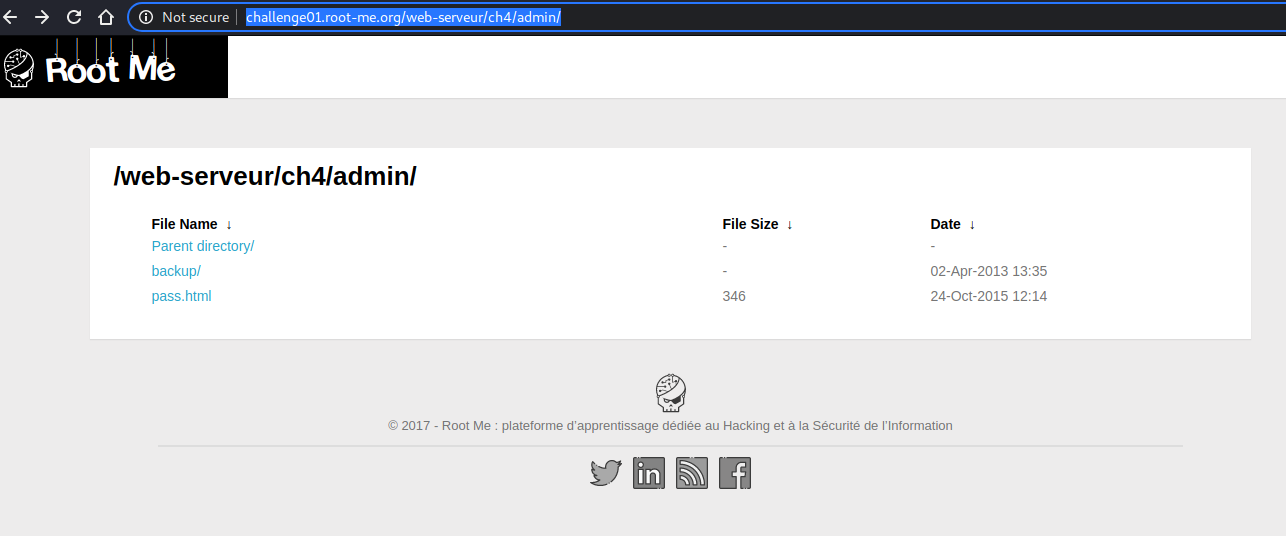 Not secure challenge01.root-me.org/web-serveur/ch4/admin/
Root Me
/web-serveur/ch4/admin/
File Name ↓ File Size ↓ Date ↓
Parent directory/ - -
backup/ - 02-Apr-2013 13:35
pass.html 346 24-Oct-2015 12:14
© 2017 - Root Me : plateforme d’apprentissage dédiée au Hacking et à la Sécurité de l’Information
in